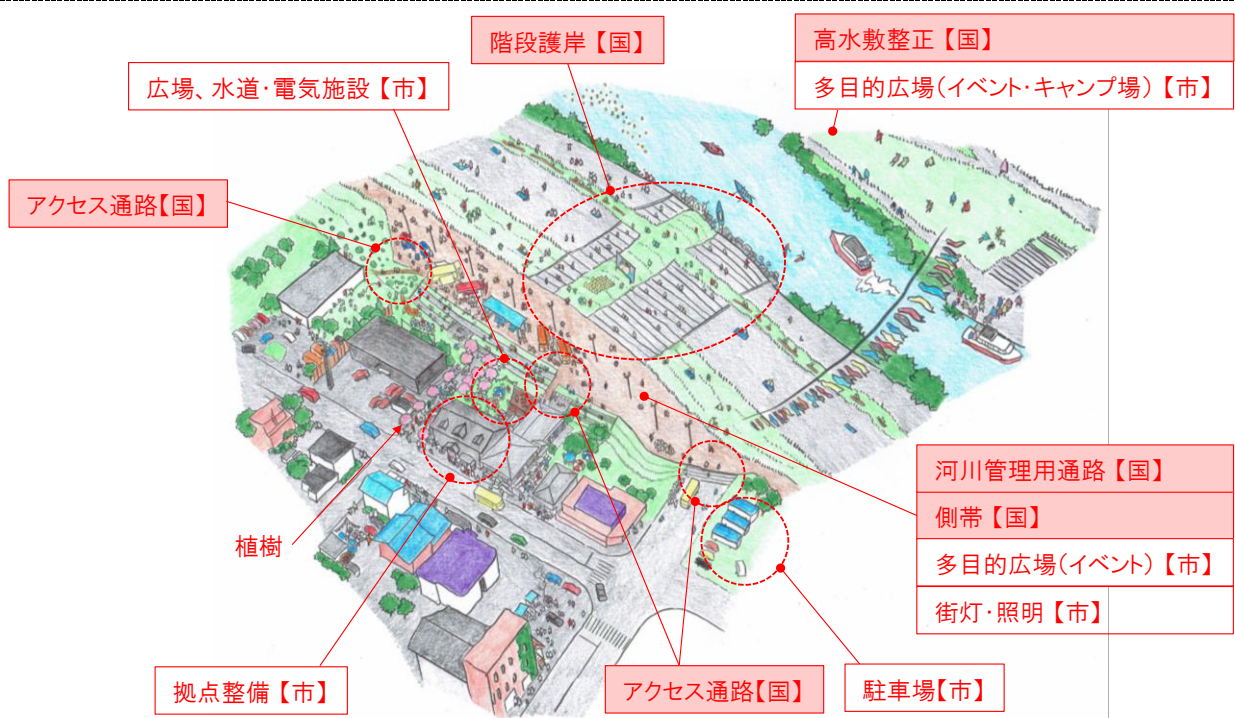 階段護岸【国】
高水敷整正【国】
多目的広場(イベント・キャンプ場)【市】
広場、水道・電気施設【市】
アクセス通路【国】
河川管理用通路【国】
側帯【国】
多目的広場(イベント)【市】
街灯・照明【市】
植樹
拠点整備【市】
アクセス通路【国】
駐車場【市】